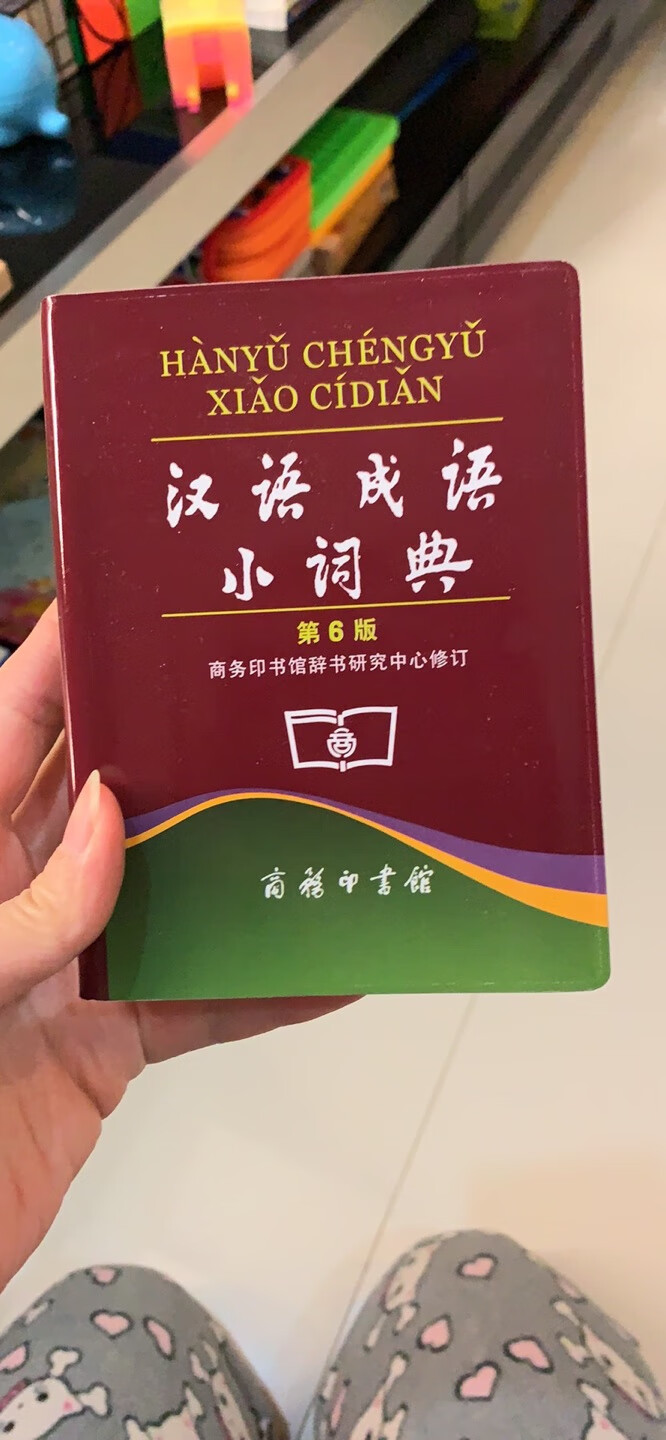 HÀNYǓ CHÉNGYǓ
XIǍO CÍDIǍN
汉语成语
小词典
第6版
商务印书馆辞书研究中心修订
商
商務印書館